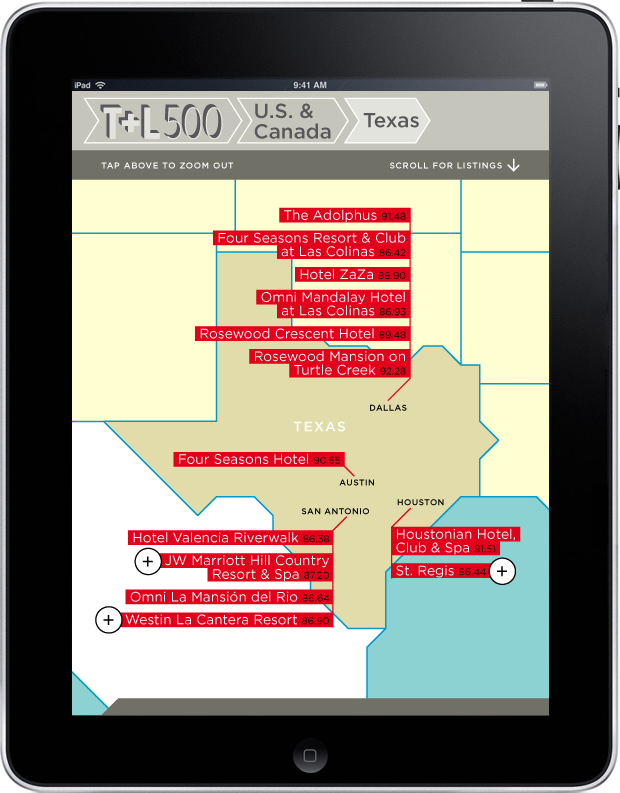 iPad
9:41 AM
T+L 500
U.S. &
Canada
Texas
TAP ABOVE TO ZOOM OUT
SCROLL FOR LISTINGS
The Adolphus 91.48
Four Seasons Resort & Club
at Las Colinas 86.42
Hotel ZaZa 88.90
Omni Mandalay Hotel
at Las Colinas 86.93
Rosewood Crescent Hotel 89.48
Rosewood Mansion on
Turtle Creek 92.28
DALLAS
TEXAS
Four Seasons Hotel 90.55
AUSTIN
HOUSTON
SAN ANTONIO
Hotel Valencia Riverwalk 86.38
+ JW Marriott Hill Country
Resort & Spa 87.20
Omni La Mansión del Rio 86.64
+ Westin La Cantera Resort 86.90
Houstonian Hotel,
Club & Spa 91.51
St. Regis 86.44 +